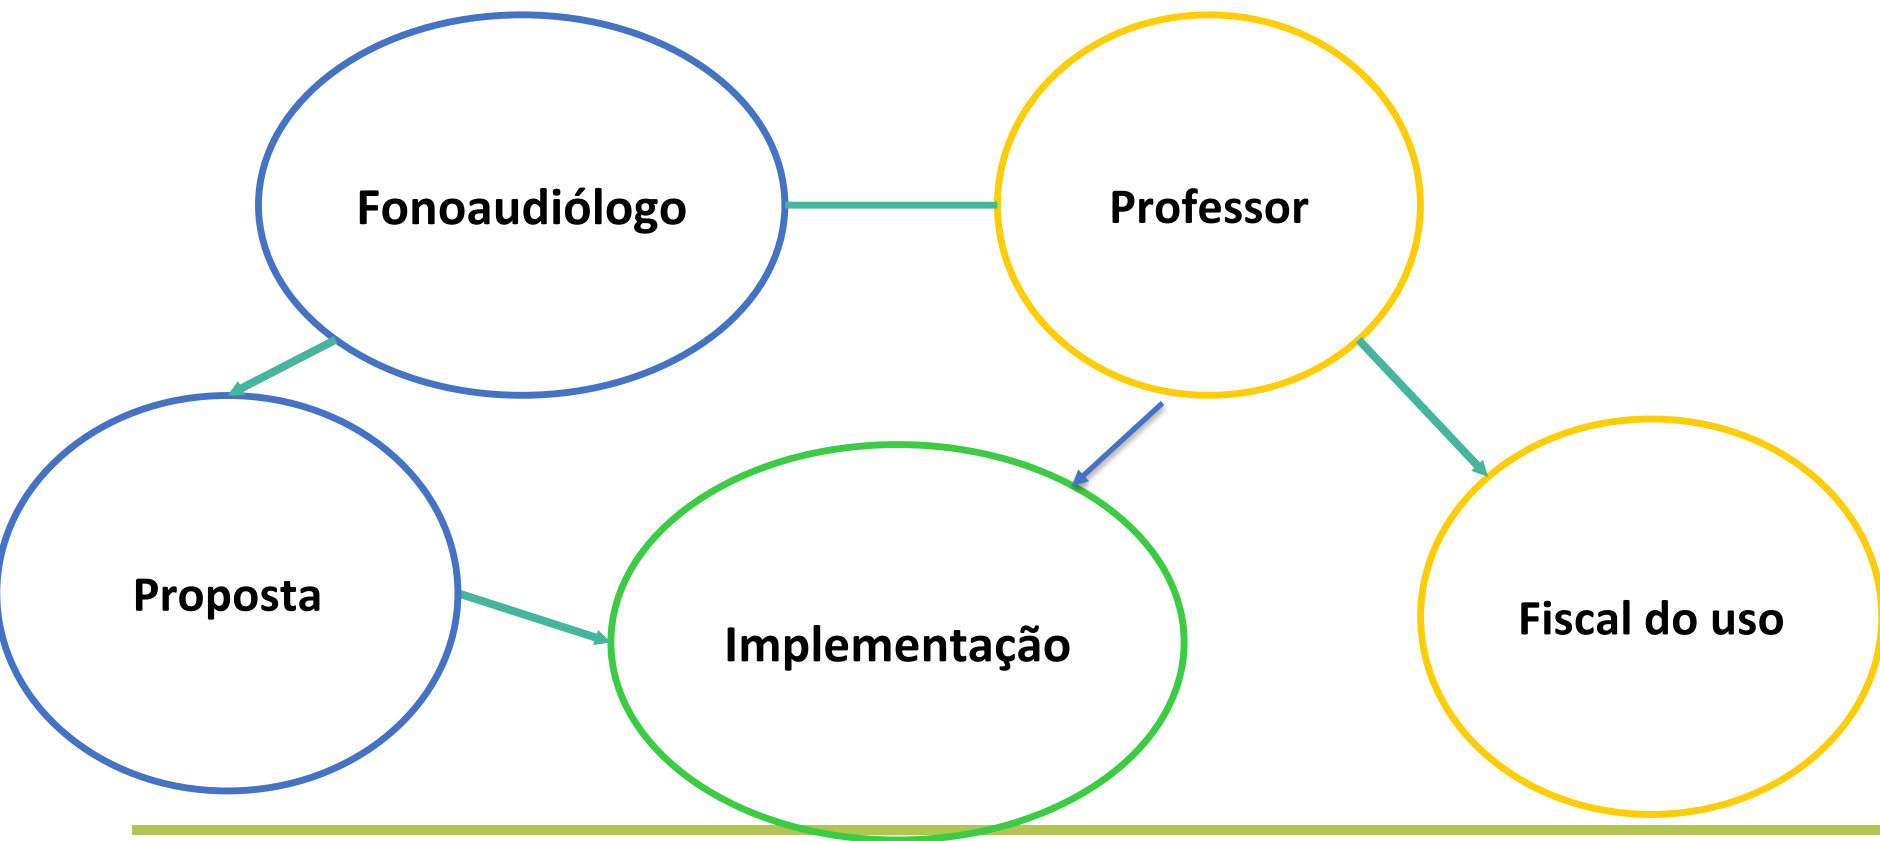 Fonoaudiólogo
Professor
Proposta
Implementação
Fiscal do uso